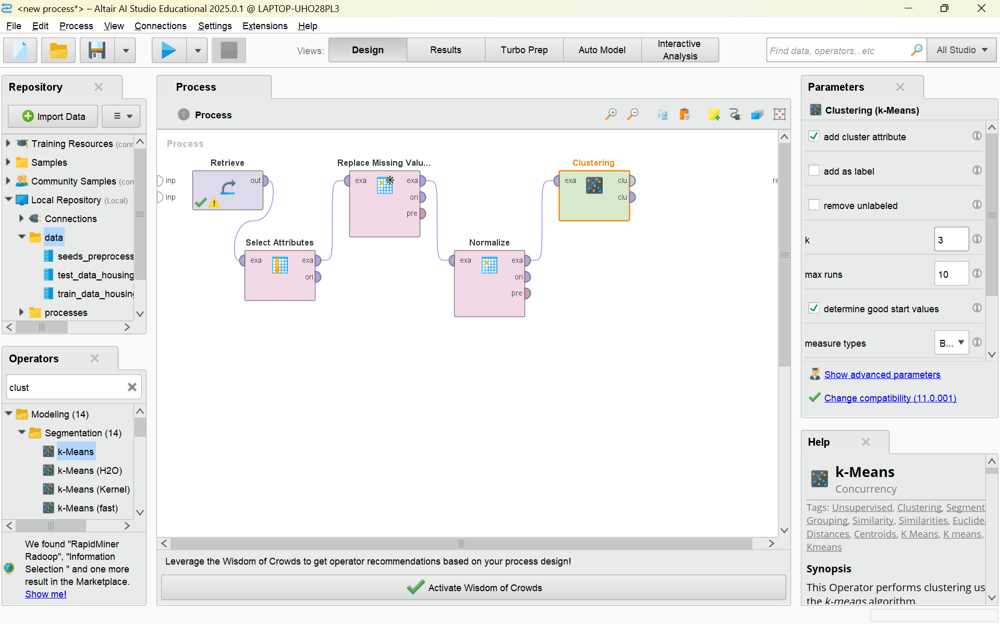 <new process*> – Altair AI Studio Educational 2025.0.1 @ LAPTOP-UHO28PL3
File Edit Process View Connections Settings Extensions Help
Views: Design Results Turbo Prep Auto Model Interactive Analysis
Find data, operators...etc
All Studio
Repository
Import Data
Training Resources (conn
Samples
Community Samples (con
Local Repository (Local)
Connections
data
seeds_preprocess
test_data_housing
train_data_housing
processes
Operators
clust
Modeling (14)
Segmentation (14)
k-Means
k-Means (H2O)
k-Means (Kernel)
k-Means (fast)
We found "RapidMiner
Radoop", "Information
Selection " and one more
result in the Marketplace.
Show me!
Process
Process
Process
inp
inp
Retrieve
out
Select Attributes
exa exa
ori
Replace Missing Valu...
exa exa
ori
pre
Normalize
exa exa
ori
pre
Clustering
exa clu
clu
re
Leverage the Wisdom of Crowds to get operator recommendations based on your process design!
Activate Wisdom of Crowds
Parameters
Clustering (k-Means)
add cluster attribute
add as label
remove unlabeled
k 3
max runs 10
determine good start values
measure types B...
Show advanced parameters
Change compatibility (11.0.001)
Help
k-Means
Concurrency
Tags: Unsupervised, Clustering, Segment
Grouping, Similarity, Similarities, Euclide
Distances, Centroids, K Means, K means,
Kmeans
Synopsis
This Operator performs clustering us
the k-means algorithm.